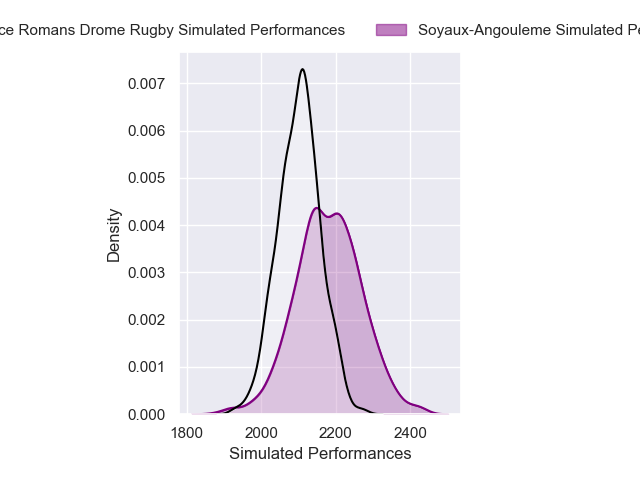 ce Romans Drome Rugby Simulated Performances
Soyaux-Angouleme Simulated Pe
0.007
0.006
0.005
0.004
0.003
0.002
0.001
0.000
Density
1800 2000 2200 2400
Simulated Performances